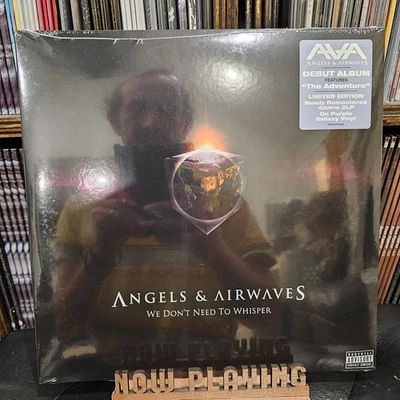 AVA
ANGELS & AIRWAVES
DEBUT ALBUM
FEATURES
"The Adventure"
LIMITED EDITION
Newly Remastered
45RPM 2LP
On Purple
Galaxy Vinyl
ANGELS & AIRWAVES
WE DON'T NEED TO WHISPER
PARENTAL
ADVISORY
EXPLICIT CONTENT
NOW PLAYING